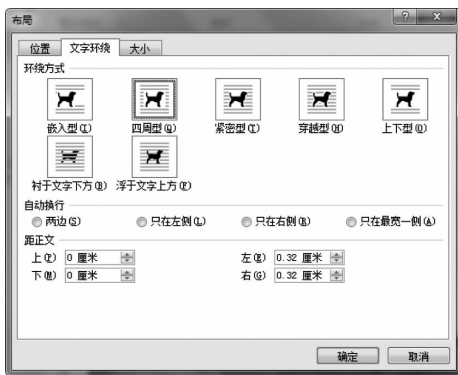 布局
位置 文字环绕 大小
环绕方式
嵌入型(I) 四周型(Q) 紧密型(T) 穿越型(H) 上下型(O)
衬于文字下方(B) 浮于文字上方(F)
自动换行
两边(S) 只在左侧(L) 只在右侧(R) 只在最宽一侧(A)
距正文
上(P) 0 厘米 左(E) 0.32 厘米
下(M) 0 厘米 右(G) 0.32 厘米
确定 取消